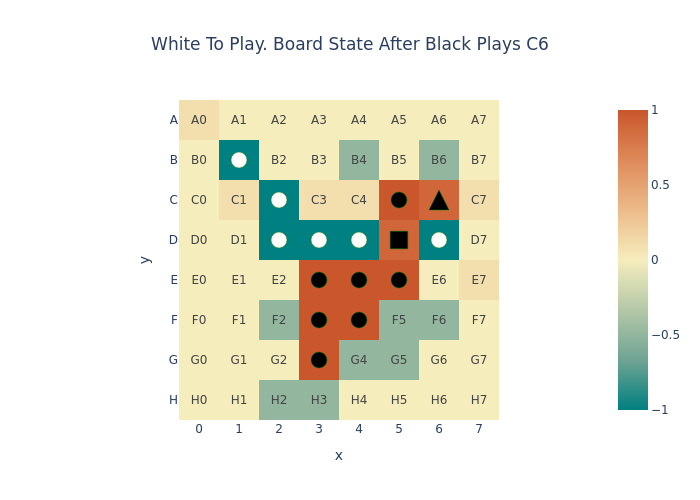 White To Play. Board State After Black Plays C6
A A0 A1 A2 A3 A4 A5 A6 A7 1
B B0 B2 B3 B4 B5 B6 B7 0.5
C C0 C1 C3 C4 C7
D D0 D1 D7 0
y
E E0 E1 E2 E6 E7
F F0 F1 F2 F5 F6 F7 −0.5
G G0 G1 G2 G4 G5 G6 G7
H H0 H1 H2 H3 H4 H5 H6 H7 −1
0 1 2 3 4 5 6 7
x